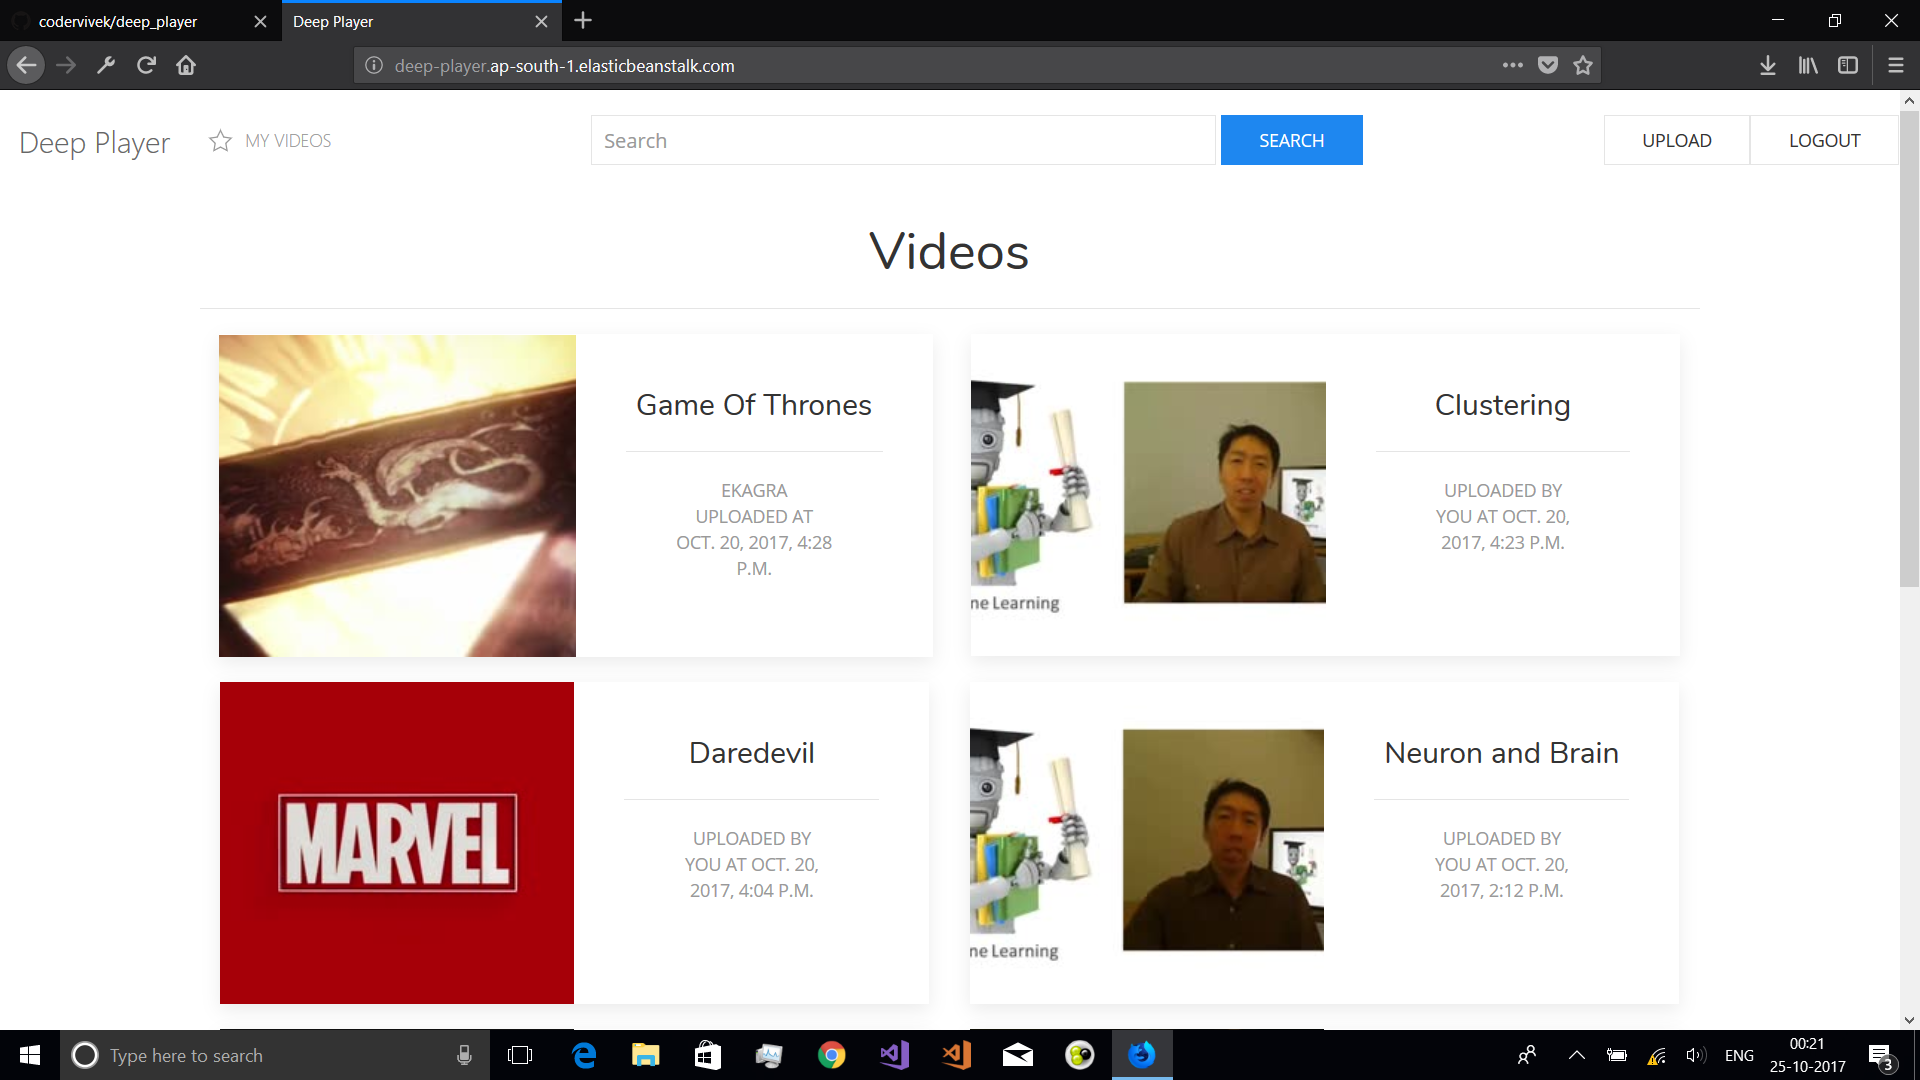 codervivek/deep_player
Deep Player
deep-player.ap-south-1.elasticbeanstalk.com
Deep Player
MY VIDEOS
Search
SEARCH
UPLOAD
LOGOUT
Videos
Game Of Thrones
EKAGRA
UPLOADED AT
OCT. 20, 2017, 4:28
P.M.
ne Learning
Clustering
UPLOADED BY
YOU AT OCT. 20,
2017, 4:23 P.M.
MARVEL
Daredevil
UPLOADED BY
YOU AT OCT. 20,
2017, 4:04 P.M.
ne Learning
Neuron and Brain
UPLOADED BY
YOU AT OCT. 20,
2017, 2:12 P.M.
Type here to search
ENG
00:21
25-10-2017
3